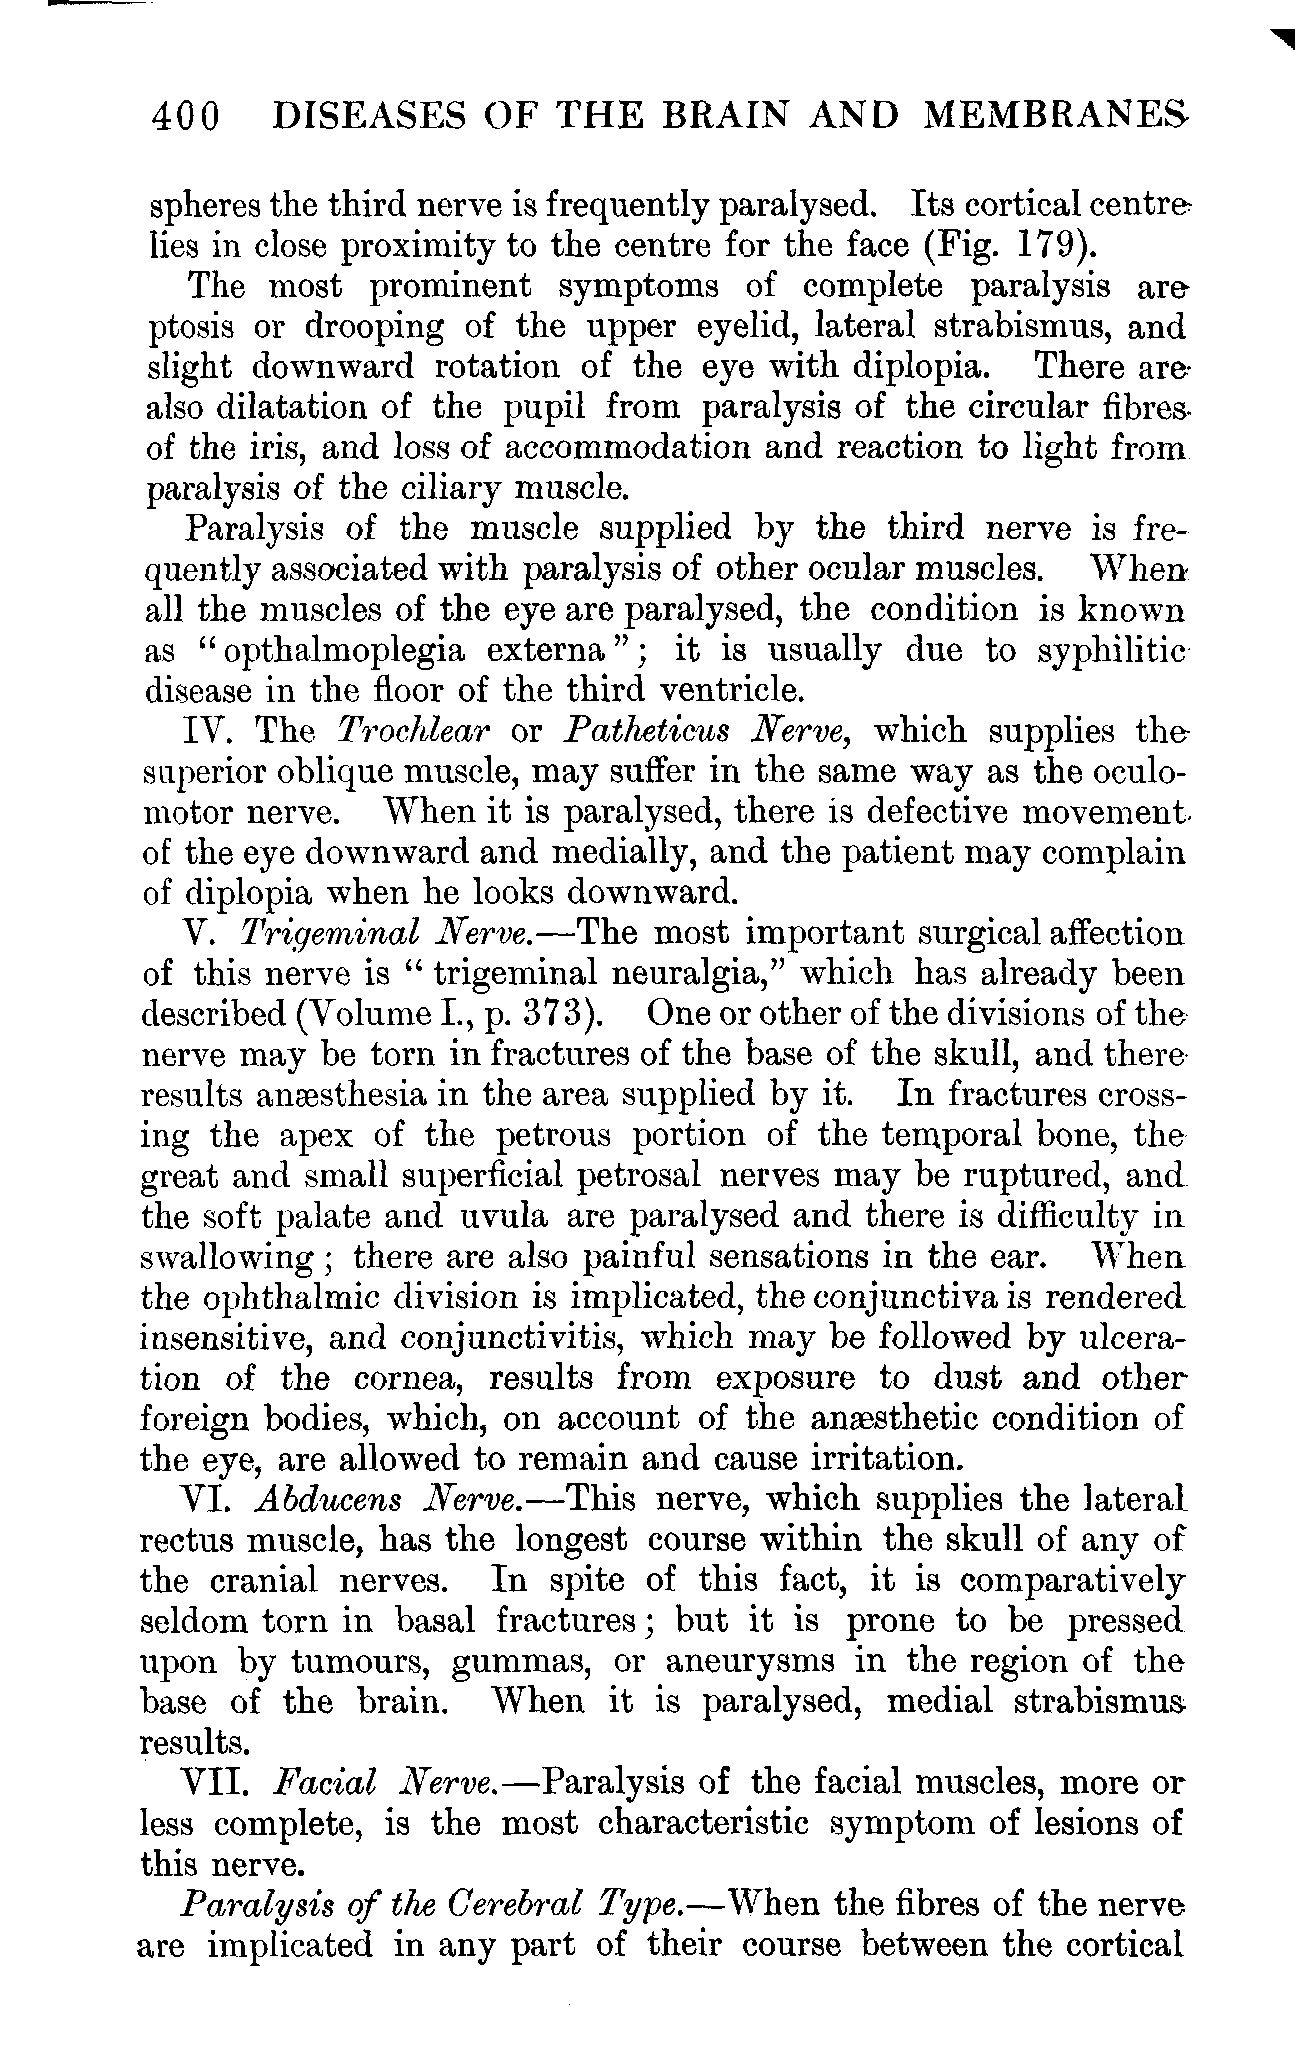 400 DISEASES OF THE BRAIN AND MEMBRANES
spheres the third nerve is frequently paralysed. Its cortical centre
lies in close proximity to the centre for the face (Fig. 179).
The most prominent symptoms of complete paralysis are
ptosis or drooping of the upper eyelid, lateral strabismus, and
slight downward rotation of the eye with diplopia. There are
also dilatation of the pupil from paralysis of the circular fibres
of the iris, and loss of accommodation and reaction to light from
paralysis of the ciliary muscle.
Paralysis of the muscle supplied by the third nerve is fre-
quently associated with paralysis of other ocular muscles. When
all the muscles of the eye are paralysed, the condition is known
as “opthalmoplegia externa”; it is usually due to syphilitic
disease in the floor of the third ventricle.
IV. The Trochlear or Patheticus Nerve, which supplies the
superior oblique muscle, may suffer in the same way as the oculo-
motor nerve. When it is paralysed, there is defective movement
of the eye downward and medially, and the patient may complain
of diplopia when he looks downward.
V. Trigeminal Nerve.—The most important surgical affection
of this nerve is “trigeminal neuralgia,” which has already been
described (Volume I., p. 373). One or other of the divisions of the
nerve may be torn in fractures of the base of the skull, and there
results anæsthesia in the area supplied by it. In fractures cross-
ing the apex of the petrous portion of the temporal bone, the
great and small superficial petrosal nerves may be ruptured, and
the soft palate and uvula are paralysed and there is difficulty in
swallowing; there are also painful sensations in the ear. When
the ophthalmic division is implicated, the conjunctiva is rendered
insensitive, and conjunctivitis, which may be followed by ulcera-
tion of the cornea, results from exposure to dust and other
foreign bodies, which, on account of the anæsthetic condition of
the eye, are allowed to remain and cause irritation.
VI. Abducens Nerve.—This nerve, which supplies the lateral
rectus muscle, has the longest course within the skull of any of
the cranial nerves. In spite of this fact, it is comparatively
seldom torn in basal fractures; but it is prone to be pressed
upon by tumours, gummas, or aneurysms in the region of the
base of the brain. When it is paralysed, medial strabismus
results.
VII. Facial Nerve.—Paralysis of the facial muscles, more or
less complete, is the most characteristic symptom of lesions of
this nerve.
Paralysis of the Cerebral Type.—When the fibres of the nerve
are implicated in any part of their course between the cortical